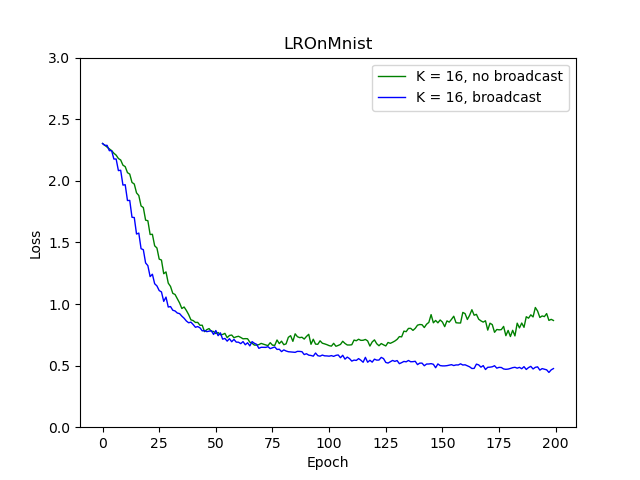 LROnMnist
K = 16, no broadcast
K = 16, broadcast
3.0
2.5
2.0
1.5
1.0
0.5
0.0
Loss
0 25 50 75 100 125 150 175 200
Epoch